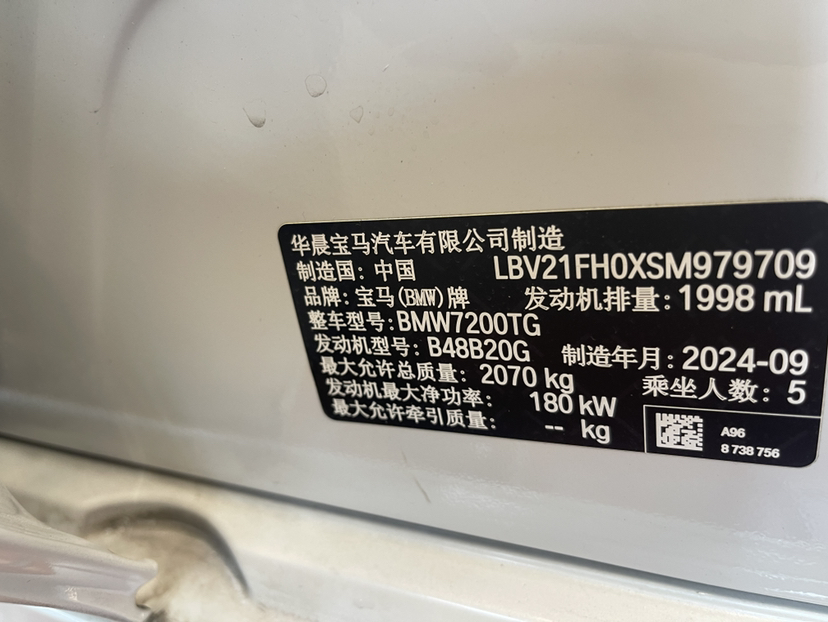 华晨宝马汽车有限公司制造
制造国: 中国 LBV21FH0XSM979709
品牌: 宝马(BMW)牌 发动机排量: 1998 mL
整车型号: BMW7200TG
发动机型号: B48B20G 制造年月: 2024-09
最大允许总质量: 2070 kg 乘坐人数: 5
发动机最大净功率: 180 kW
最大允许牵引质量: -- kg
A96
8 738 756